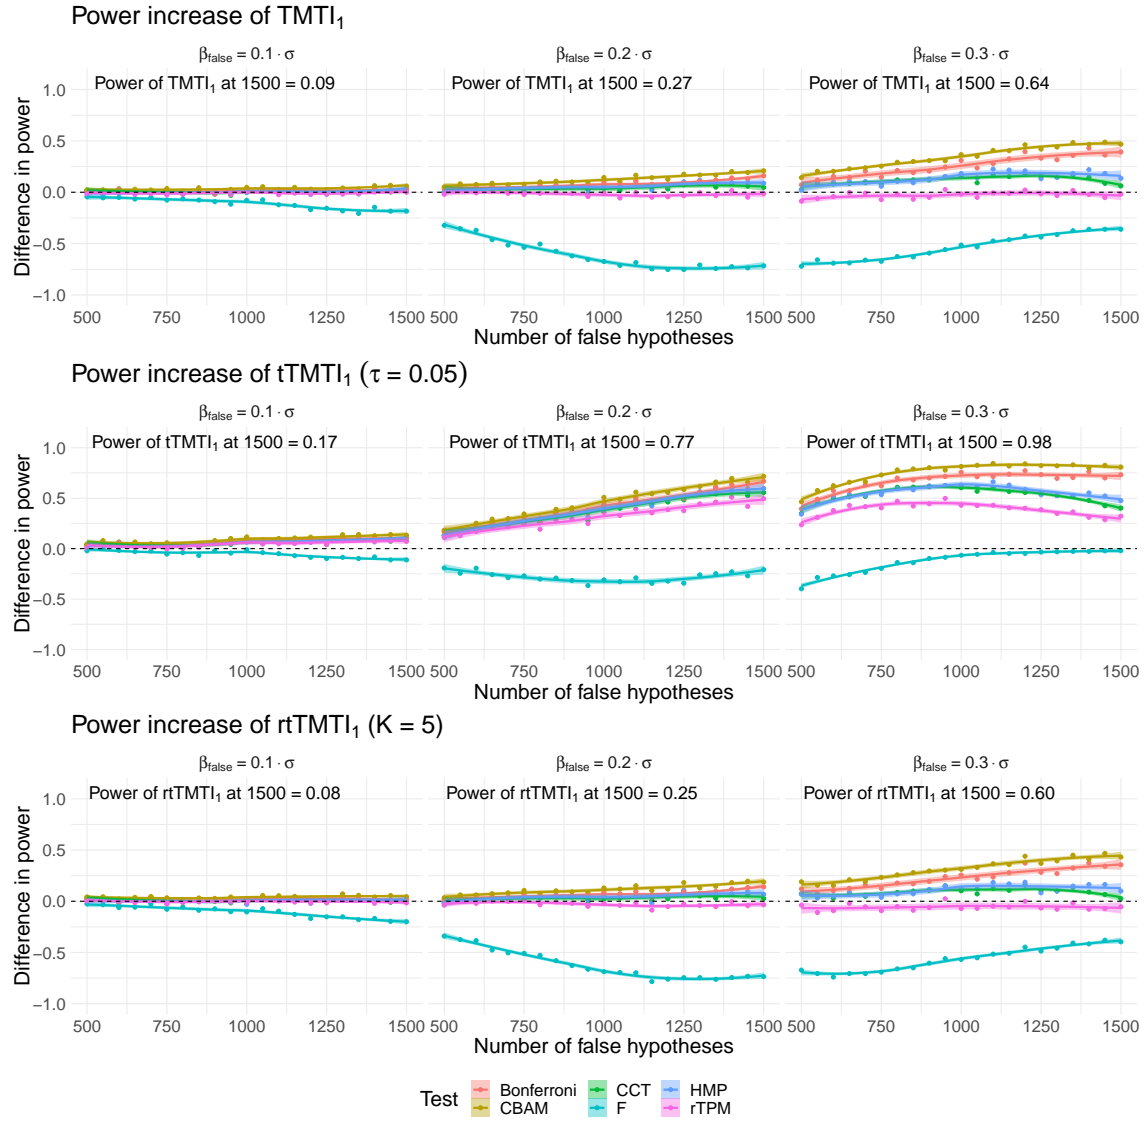 Power increase of TMTI₁
β_false = 0.1 · σ
β_false = 0.2 · σ
β_false = 0.3 · σ
Power of TMTI₁ at 1500 = 0.09
Power of TMTI₁ at 1500 = 0.27
Power of TMTI₁ at 1500 = 0.64
Difference in power
1.0
0.5
0.0
−0.5
−1.0
500 750 1000 1250 1500
500 750 1000 1250 1500
500 750 1000 1250 1500
Number of false hypotheses
Power increase of tTMTI₁ (τ = 0.05)
β_false = 0.1 · σ
β_false = 0.2 · σ
β_false = 0.3 · σ
Power of tTMTI₁ at 1500 = 0.17
Power of tTMTI₁ at 1500 = 0.77
Power of tTMTI₁ at 1500 = 0.98
Difference in power
1.0
0.5
0.0
−0.5
−1.0
500 750 1000 1250 1500
500 750 1000 1250 1500
500 750 1000 1250 1500
Number of false hypotheses
Power increase of rtTMTI₁ (K = 5)
β_false = 0.1 · σ
β_false = 0.2 · σ
β_false = 0.3 · σ
Power of rtTMTI₁ at 1500 = 0.08
Power of rtTMTI₁ at 1500 = 0.25
Power of rtTMTI₁ at 1500 = 0.60
Difference in power
1.0
0.5
0.0
−0.5
−1.0
500 750 1000 1250 1500
500 750 1000 1250 1500
500 750 1000 1250 1500
Number of false hypotheses
Test
Bonferroni CCT HMP
CBAM F rTPM